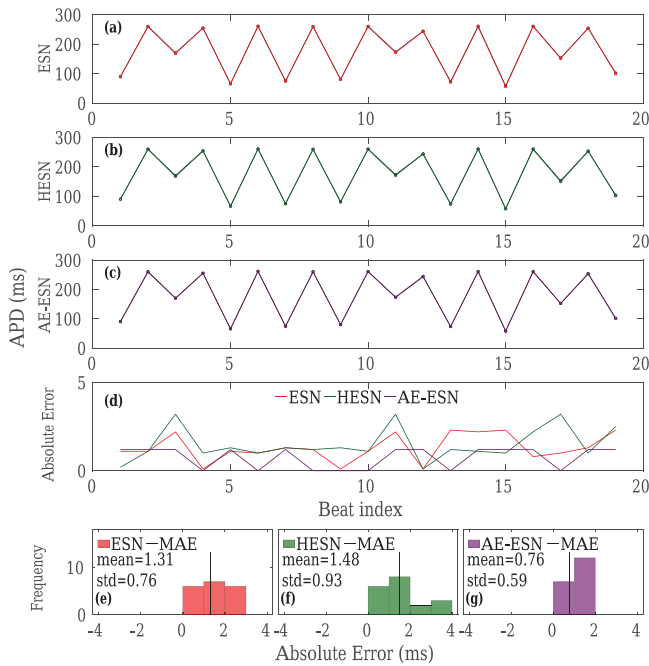 300
200
100
0
(a)
ESN
0 5 10 15 20
300
200
100
0
(b)
HESN
0 5 10 15 20
300
200
100
0
(c)
AE-ESN
APD (ms)
0 5 10 15 20
5
0
(d)
ESN HESN AE-ESN
Absolute Error
0 5 10 15 20
Beat index
Frequency
10
0
ESN MAE
mean=1.31
std=0.76
(e)
-4 -2 0 2 4
HESN MAE
mean=1.48
std=0.93
(f)
-4 -2 0 2 4
AE-ESN MAE
mean=0.76
std=0.59
(g)
-4 -2 0 2 4
Absolute Error (ms)